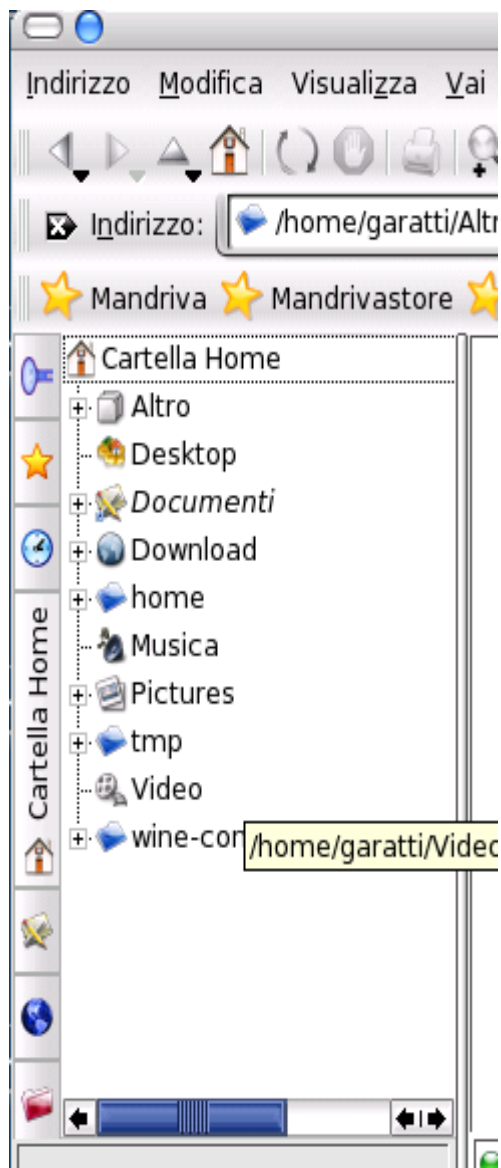 Indirizzo Modifica Visualizza Vai
Indirizzo: /home/garatti/Altr
Mandriva Mandrivastore
Cartella Home
Altro
Desktop
Documenti
Download
home
Musica
Pictures
tmp
Video
wine-con
/home/garatti/Video
Cartella Home